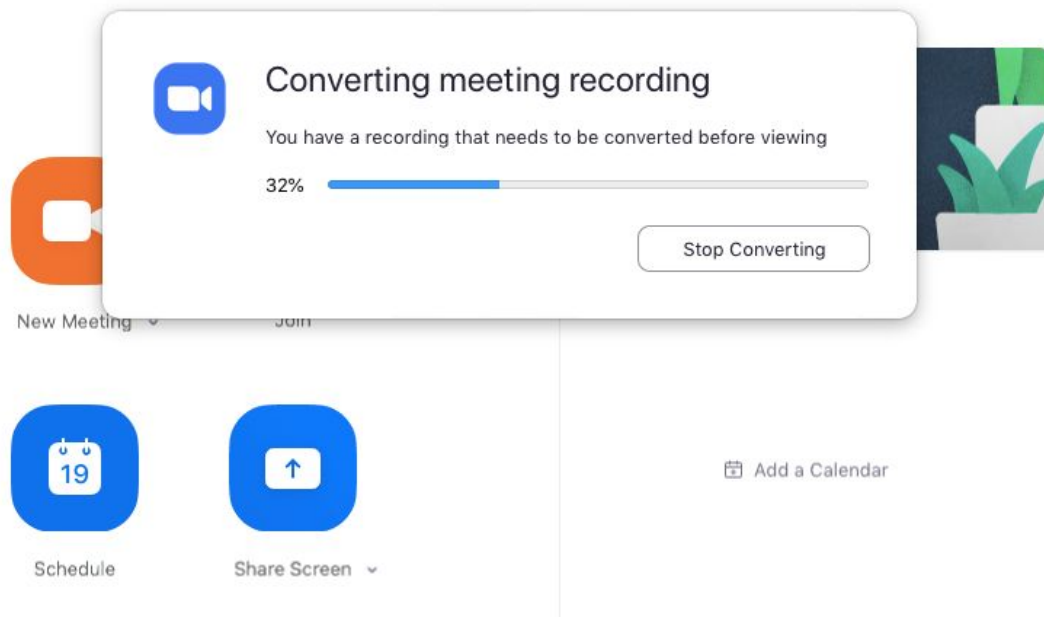 Converting meeting recording
You have a recording that needs to be converted before viewing
32%
Stop Converting
New Meeting
Join
19
Add a Calendar
Schedule
Share Screen